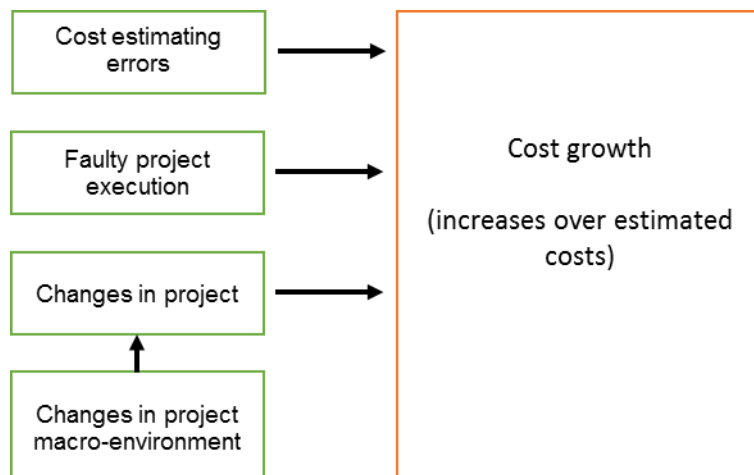 Cost estimating
errors
Faulty project
execution
Changes in project
Changes in project
macro-environment
Cost growth
(increases over estimated
costs)